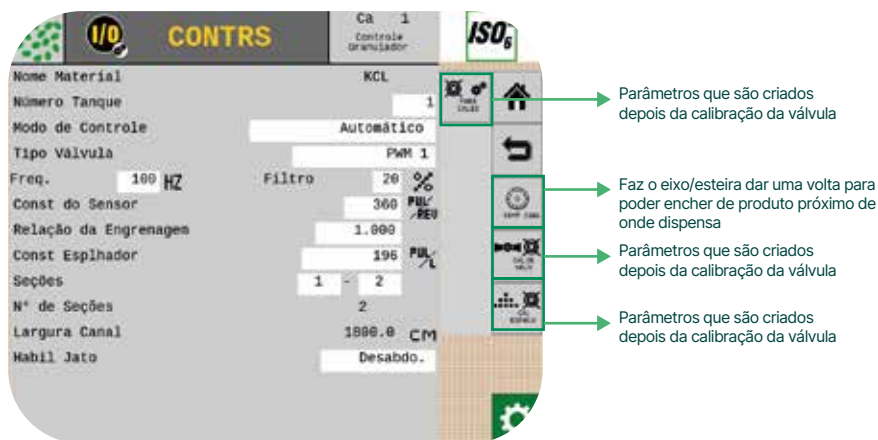 I/O
CONTRS
Ca 1
Controle
Granulador
ISO6
Nome Material KCL
Número Tanque 1
Modo de Controle Automático
Tipo Válvula PWM 1
Freq. 100 HZ Filtro 20 %
Const do Sensor 360 PUL/REV
Relação da Engrenagem 1.000
Const Esplhador 196 PUL/L
Seções 1 - 2
N° de Seções 2
Largura Canal 1800.0 CM
Habil Jato Desabdo.
Parâmetros que são criados
depois da calibração da válvula
Faz o eixo/esteira dar uma volta para
poder encher de produto próximo de
onde dispensa
Parâmetros que são criados
depois da calibração da válvula
Parâmetros que são criados
depois da calibração da válvula